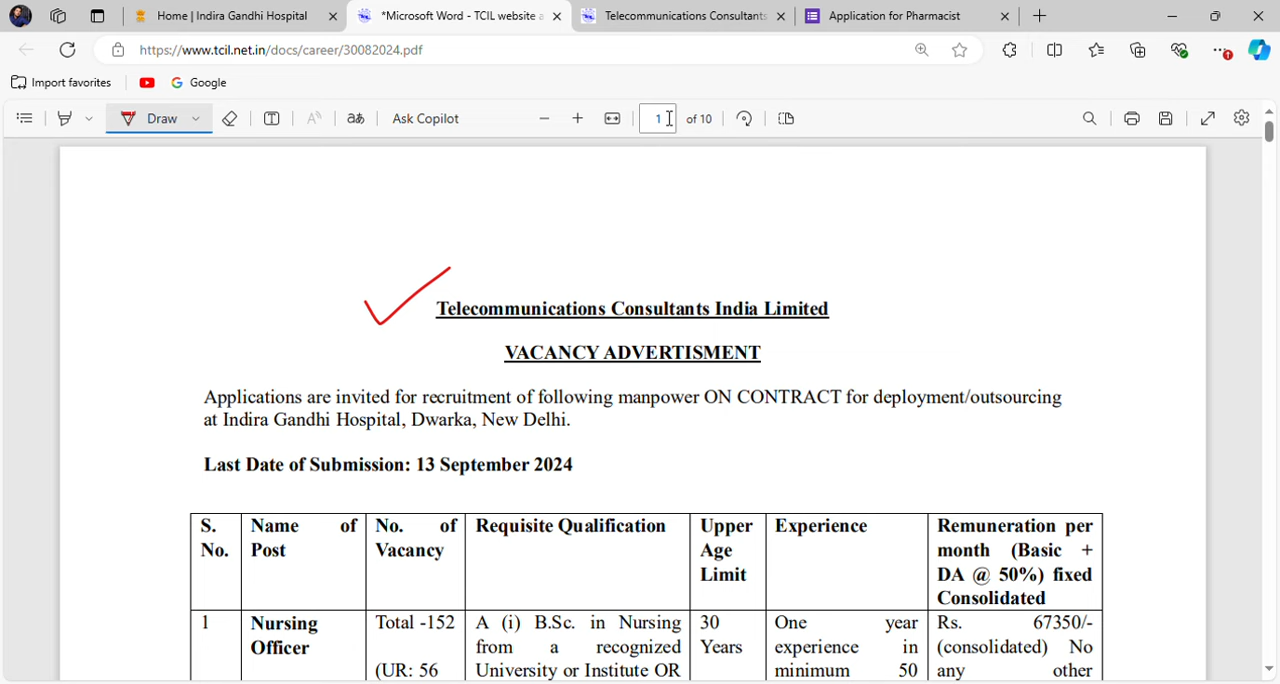 Home | Indira Gandhi Hospital
*Microsoft Word - TCIL website a
Telecommunications Consultants
Application for Pharmacist
https://www.tcil.net.in/docs/career/30082024.pdf
Import favorites
Google
Draw
aあ
Ask Copilot
1 of 10
Telecommunications Consultants India Limited
VACANCY ADVERTISMENT
Applications are invited for recruitment of following manpower ON CONTRACT for deployment/outsourcing
at Indira Gandhi Hospital, Dwarka, New Delhi.
Last Date of Submission: 13 September 2024
S. Name of No. of Requisite Qualification Upper Experience Remuneration per
No. Post Vacancy Age month (Basic +
Limit DA @ 50%) fixed
Consolidated
1 Nursing Total -152 A (i) B.Sc. in Nursing 30 One year Rs. 67350/-
Officer from a recognized Years experience in (consolidated) No
(UR: 56 University or Institute OR minimum 50 any other